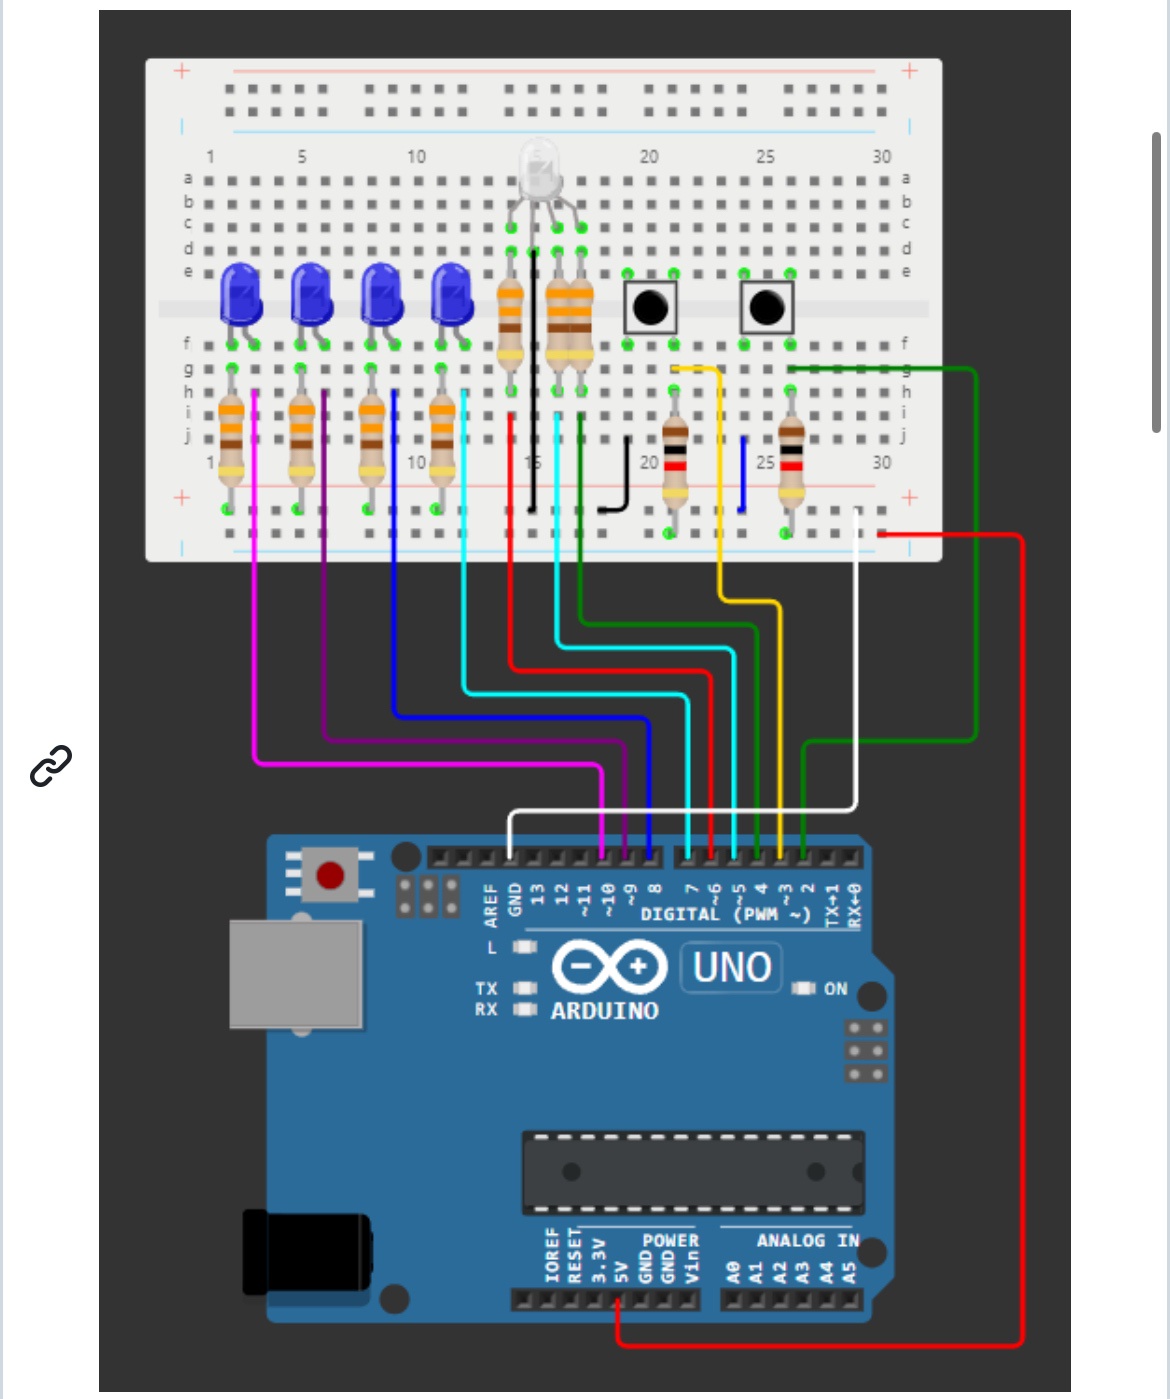 + +
1 5 10 5 20 25 30
a a
b b
c c
d d
e e
f f
g g
h h
i i
j j
1 10 15 20 25 30
+ +
AREF GND 13 12 ~11 ~10 ~9 8 7 ~6 ~5 4 ~3 2 TX→1 RX←0
DIGITAL (PWM ~)
L
UNO
TX ON
RX ARDUINO
POWER ANALOG IN
IOREF RESET 3.3V 5V GND GND Vin A0 A1 A2 A3 A4 A5